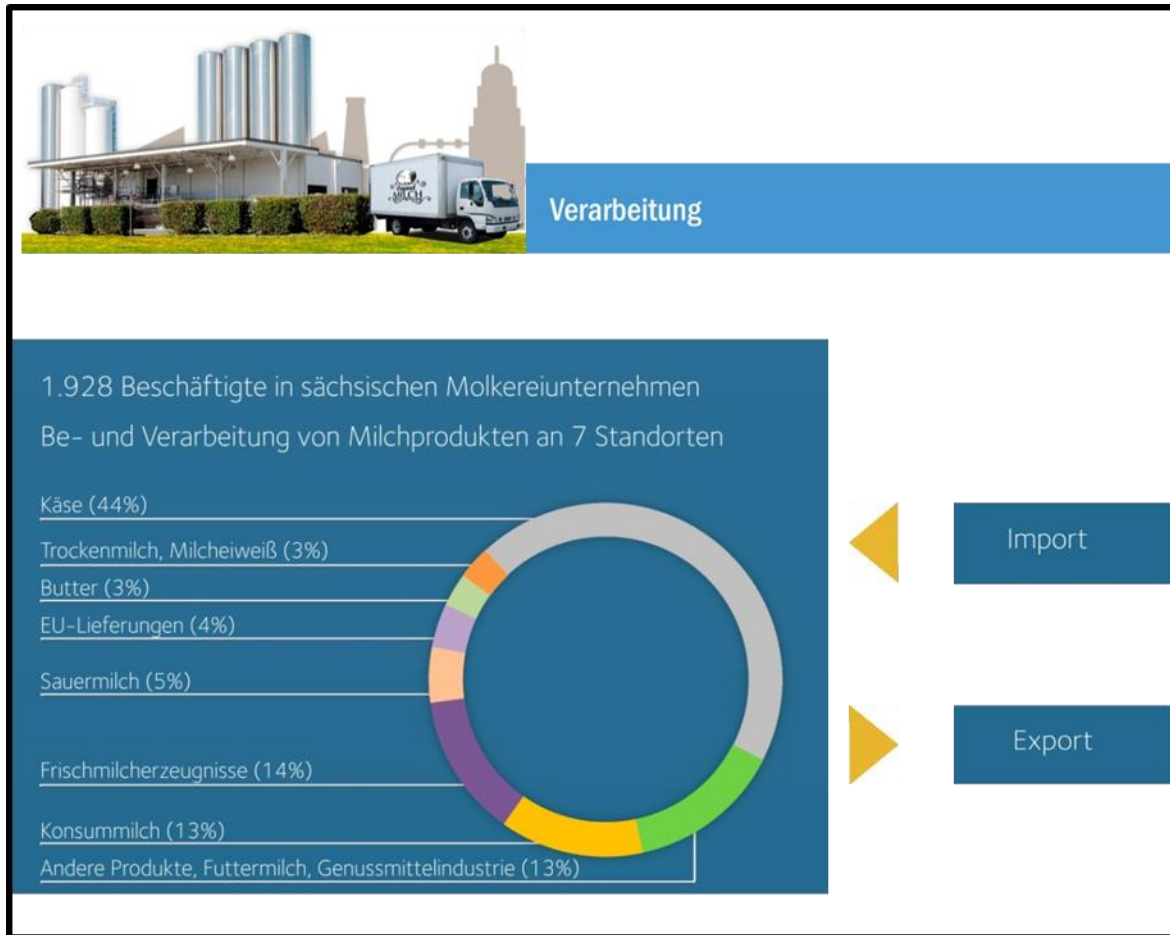 MILCH
Verarbeitung
1.928 Beschäftigte in sächsischen Molkereiunternehmen
Be- und Verarbeitung von Milchprodukten an 7 Standorten
Käse (44%)
Trockenmilch, Milcheiweiß (3%)
Butter (3%)
EU-Lieferungen (4%)
Sauermilch (5%)
Frischmilcherzeugnisse (14%)
Konsummilch (13%)
Andere Produkte, Futtermilch, Genussmittelindustrie (13%)
Import
Export